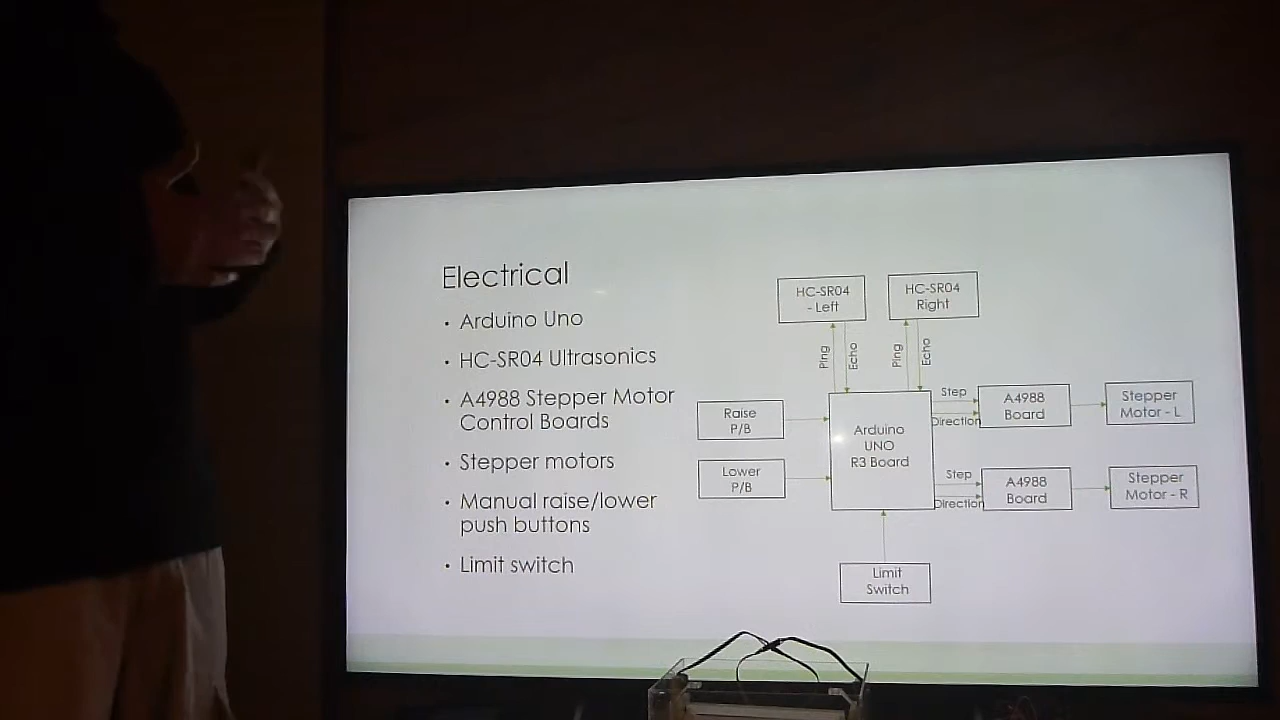 Electrical
• Arduino Uno
• HC-SR04 Ultrasonics
• A4988 Stepper Motor
Control Boards
• Stepper motors
• Manual raise/lower
push buttons
• Limit switch
HC-SR04
- Left
HC-SR04
Right
Ping
Echo
Ping
Echo
Raise
P/B
Lower
P/B
Arduino
UNO
R3 Board
Step
Direction
A4988
Board
Stepper
Motor - L
Step
Direction
A4988
Board
Stepper
Motor - R
Limit
Switch